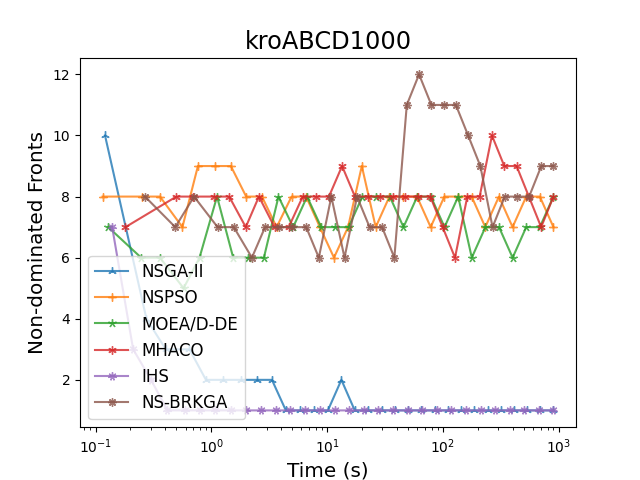 kroABCD1000
Non-dominated Fronts
12
10
8
6
4
2
NSGA-II
NSPSO
MOEA/D-DE
MHACO
IHS
NS-BRKGA
10⁻¹ 10⁰ 10¹ 10² 10³
Time (s)